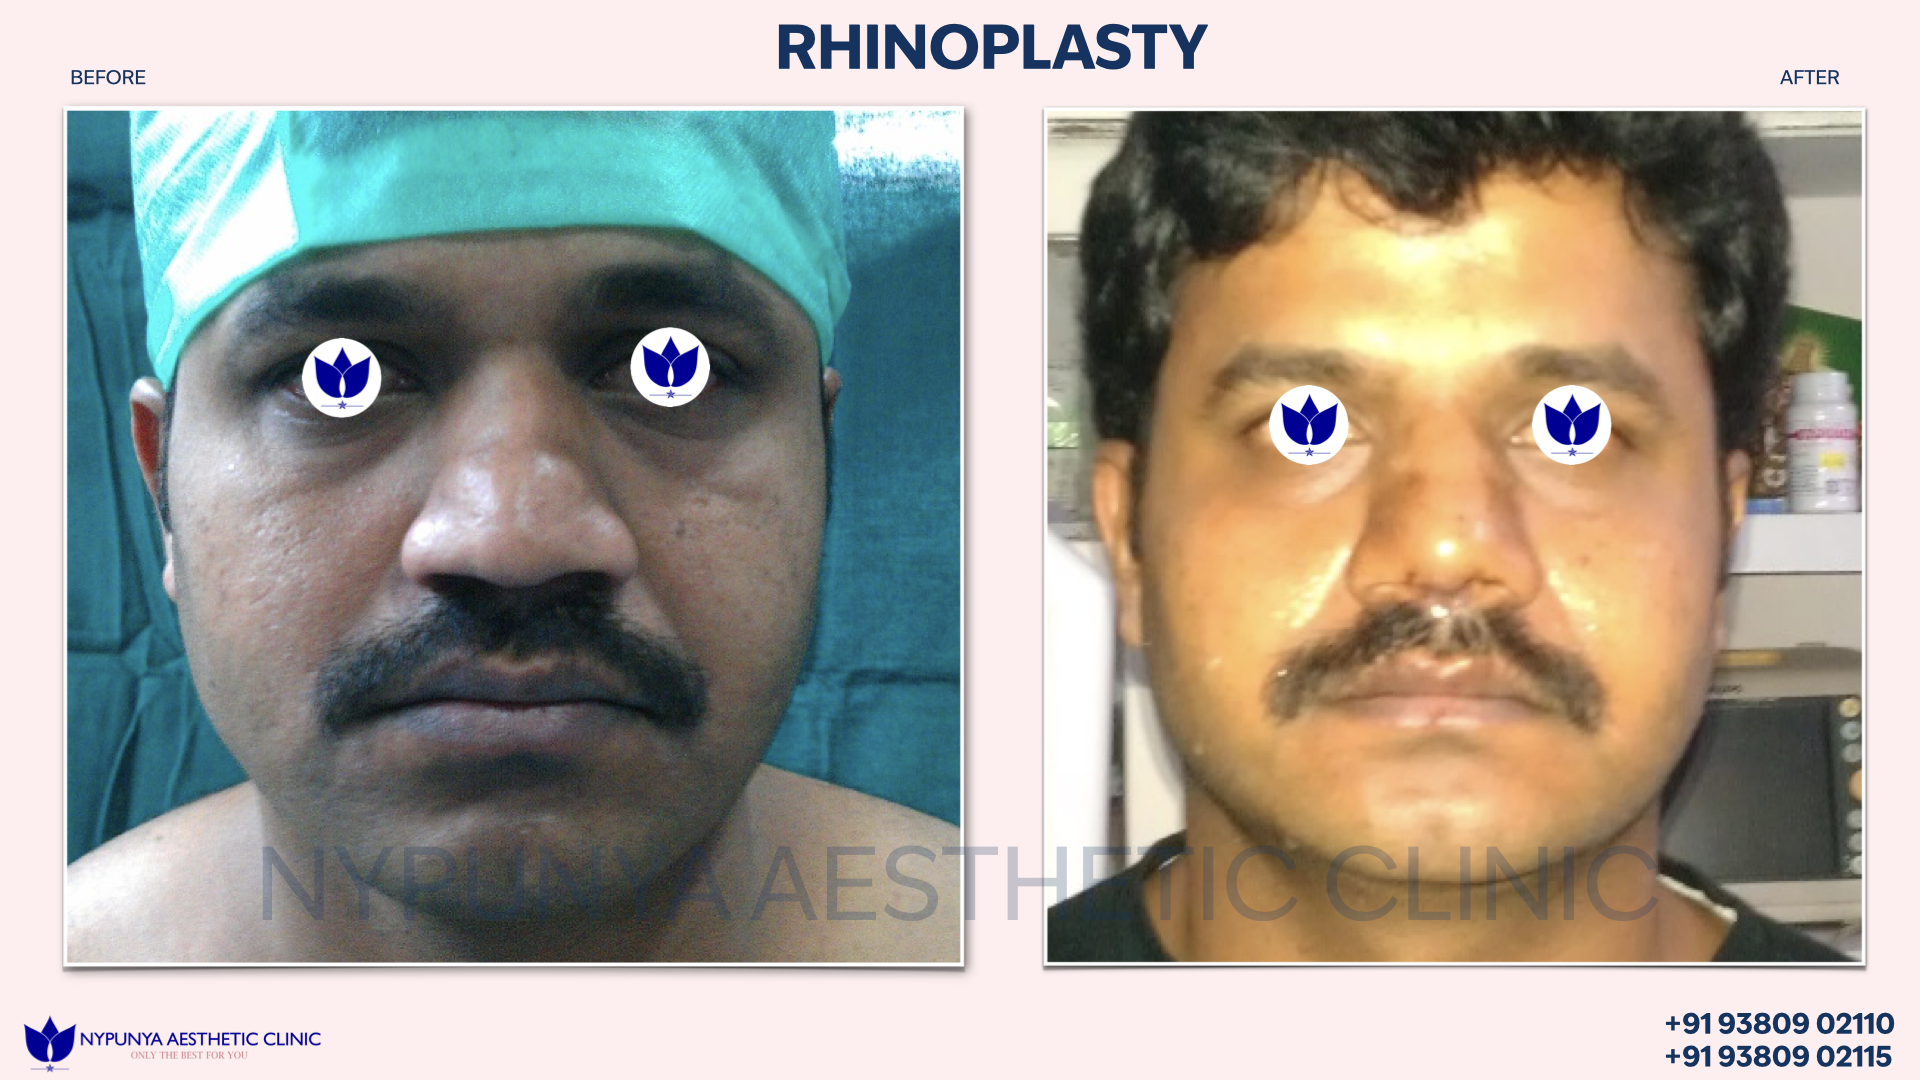 RHINOPLASTY
BEFORE
AFTER
NYPUNYA AESTHETIC CLINIC
NYPUNYA AESTHETIC CLINIC
ONLY THE BEST FOR YOU
+91 93809 02110
+91 93809 02115